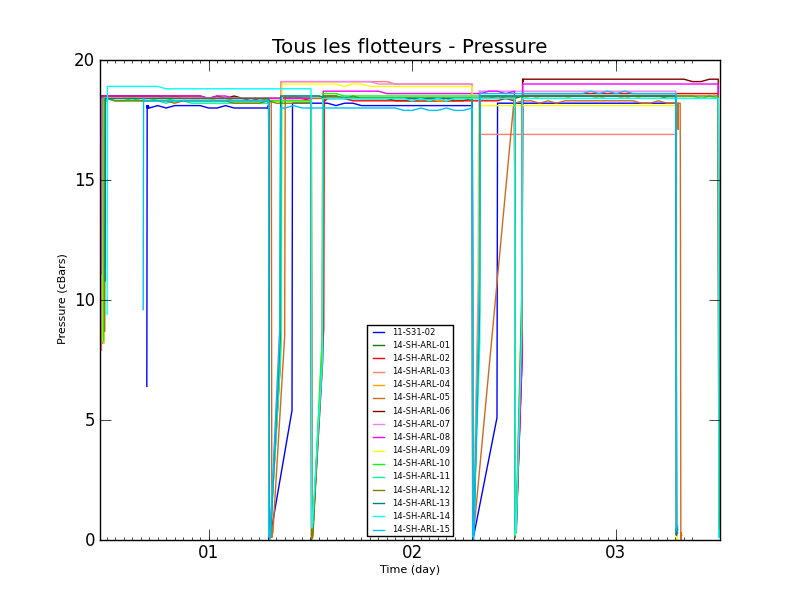 Tous les flotteurs - Pressure
20
15
10
5
0
Pressure (cBars)
11-S31-02
14-SH-ARL-01
14-SH-ARL-02
14-SH-ARL-03
14-SH-ARL-04
14-SH-ARL-05
14-SH-ARL-06
14-SH-ARL-07
14-SH-ARL-08
14-SH-ARL-09
14-SH-ARL-10
14-SH-ARL-11
14-SH-ARL-12
14-SH-ARL-13
14-SH-ARL-14
14-SH-ARL-15
01 02 03
Time (day)